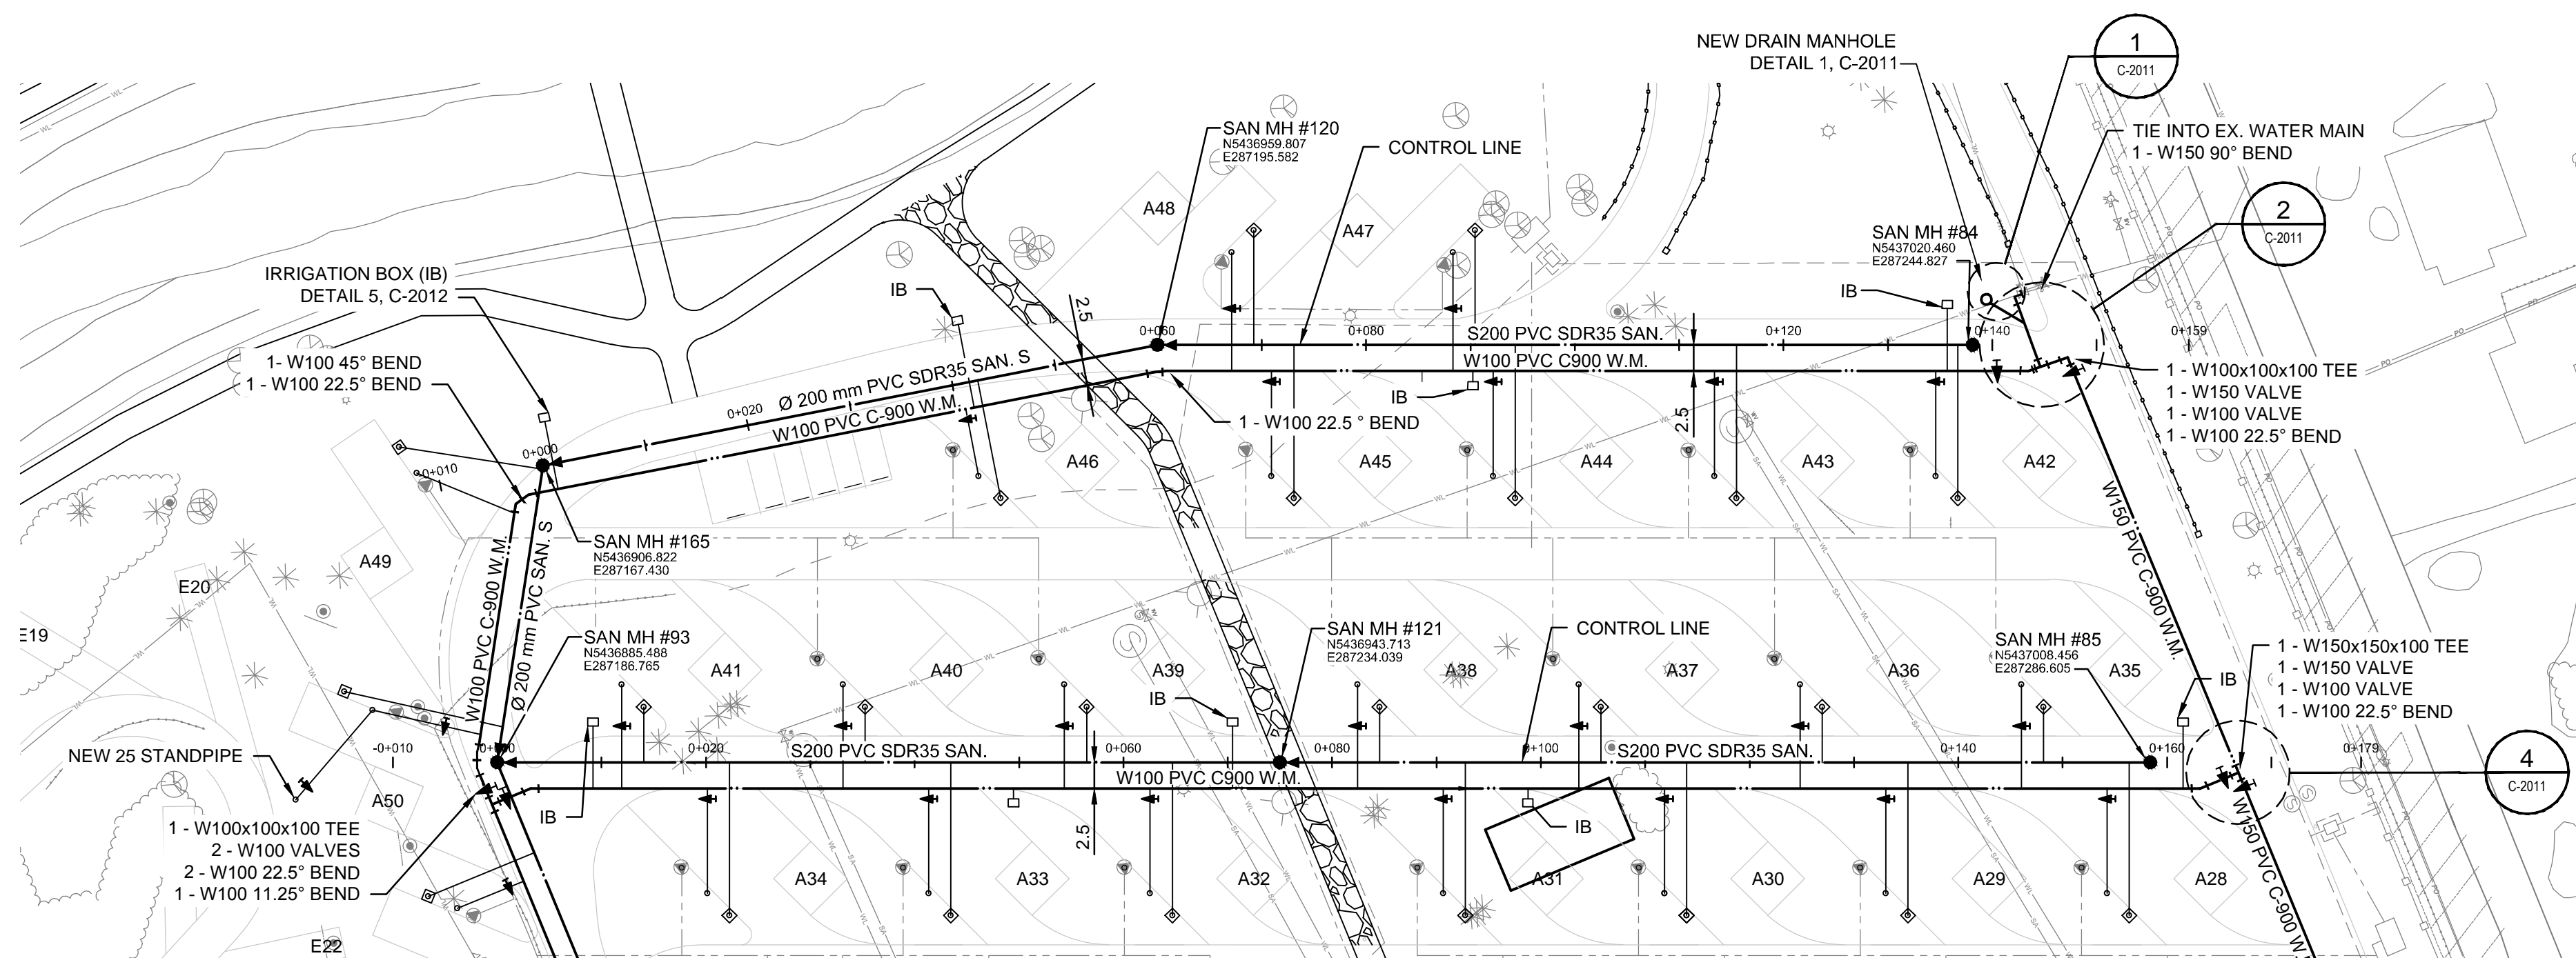 NEW DRAIN MANHOLE
DETAIL 1, C-2011
1
C-2011
SAN MH #120
N5436959.807
E287195.582
CONTROL LINE
TIE INTO EX. WATER MAIN
1 - W150 90° BEND
2
C-2011
A48
A47
SAN MH #84
N5437020.460
E287244.827
IRRIGATION BOX (IB)
DETAIL 5, C-2012
IB
IB
2.5
0+060
0+080
S200 PVC SDR35 SAN.
0+120
0+140
0+159
W100 PVC C900 W.M.
1- W100 45° BEND
1 - W100 22.5° BEND
0+020
Ø 200 mm PVC SDR35 SAN. S
W100 PVC C-900 W.M.
IB
2.5
1 - W100 22.5 ° BEND
1 - W100x100x100 TEE
1 - W150 VALVE
1 - W100 VALVE
1 - W100 22.5° BEND
0+000
0+010
A46
A45
A44
A43
A42
W150 PVC C-900 W.M.
SAN MH #165
N5436906.822
E287167.430
A49
E20
E19
W100 PVC C-900 W.M.
Ø 200 mm PVC SAN. S
SAN MH #93
N5436885.488
E287186.765
A41
A40
A39
SAN MH #121
N5436943.713
E287234.039
CONTROL LINE
A38
A37
A36
SAN MH #85
N5437008.456
E287286.605
A35
IB
IB
1 - W150x150x100 TEE
1 - W150 VALVE
1 - W100 VALVE
1 - W100 22.5° BEND
NEW 25 STANDPIPE
-0+010
0+020
S200 PVC SDR35 SAN.
0+060
0+080
0+100
S200 PVC SDR35 SAN.
0+140
0+160
0+179
W100 PVC C900 W.M.
4
C-2011
A50
IB
2.5
IB
1 - W100x100x100 TEE
2 - W100 VALVES
2 - W100 22.5° BEND
1 - W100 11.25° BEND
A34
A33
A32
A31
A30
A29
A28
W150 PVC C-900 W
E22